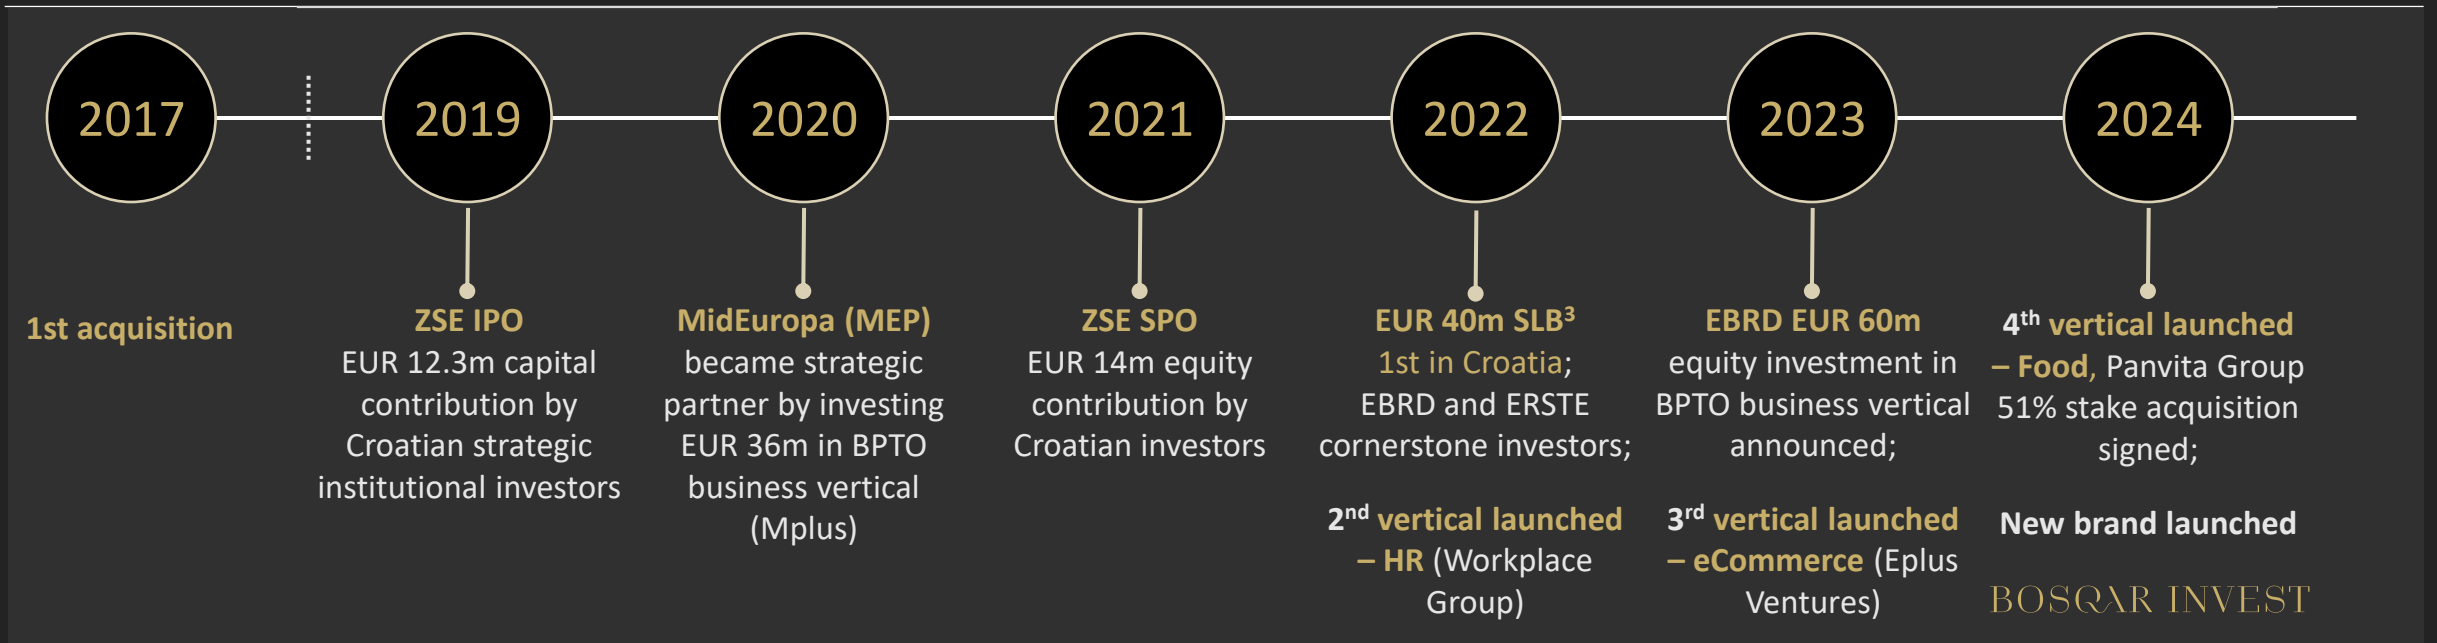 2017
1st acquisition
2019
ZSE IPO
EUR 12.3m capital
contribution by
Croatian strategic
institutional investors
2020
MidEuropa (MEP)
became strategic
partner by investing
EUR 36m in BPTO
business vertical
(Mplus)
2021
ZSE SPO
EUR 14m equity
contribution by
Croatian investors
2022
EUR 40m SLB³
1st in Croatia;
EBRD and ERSTE
cornerstone investors;
2nd vertical launched
– HR (Workplace
Group)
2023
EBRD EUR 60m
equity investment in
BPTO business vertical
announced;
3rd vertical launched
– eCommerce (Eplus
Ventures)
2024
4th vertical launched
– Food, Panvita Group
51% stake acquisition
signed;
New brand launched
BOSQAR INVEST